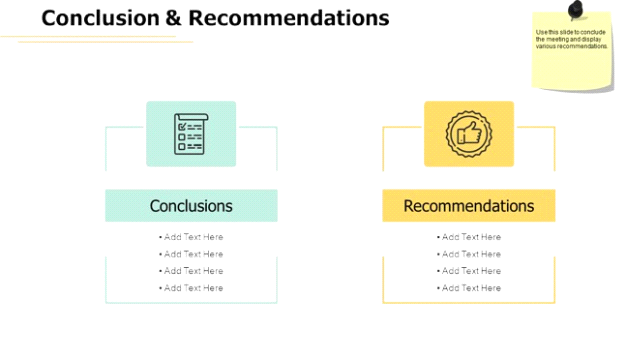 Conclusion & Recommendations
Use this slide to conclude
the meeting and display
various recommendations
Conclusions
• Add Text Here
• Add Text Here
• Add Text Here
• Add Text Here
Recommendations
• Add Text Here
• Add Text Here
• Add Text Here
• Add Text Here